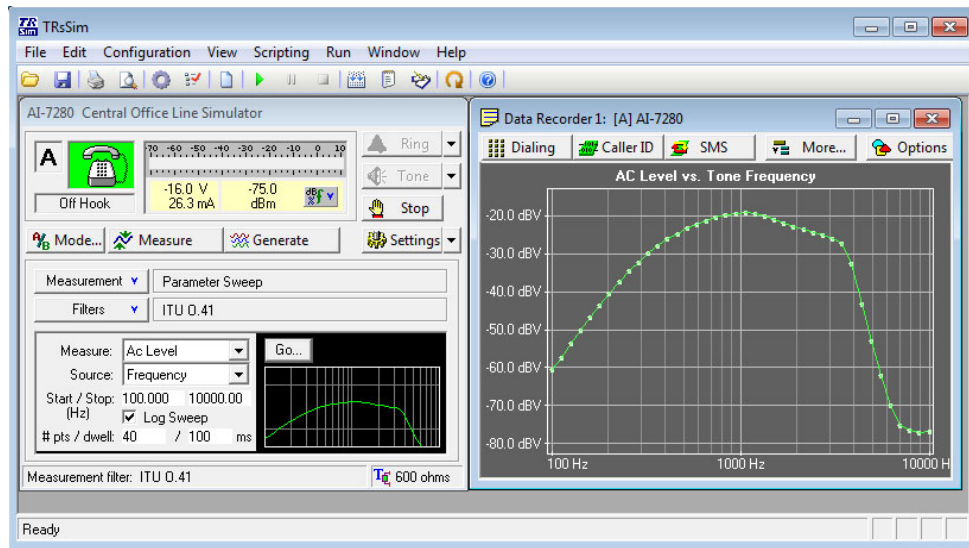 TRsSim
File Edit Configuration View Scripting Run Window Help
AI-7280 Central Office Line Simulator
A
Off Hook
-70 -60 -50 -40 -30 -20 -10 0 10
-16.0 V -75.0
26.3 mA dBm
Ring
Tone
Stop
Mode... Measure Generate Settings
Measurement Parameter Sweep
Filters ITU O.41
Measure: Ac Level Go...
Source: Frequency
Start / Stop: 100.000 10000.00
(Hz) Log Sweep
# pts / dwell: 40 / 100 ms
Measurement filter: ITU O.41 600 ohms
Data Recorder 1: [A] AI-7280
Dialing Caller ID SMS More... Options
AC Level vs. Tone Frequency
-20.0 dBV
-30.0 dBV
-40.0 dBV
-50.0 dBV
-60.0 dBV
-70.0 dBV
-80.0 dBV
100 Hz 1000 Hz 10000 H
Ready